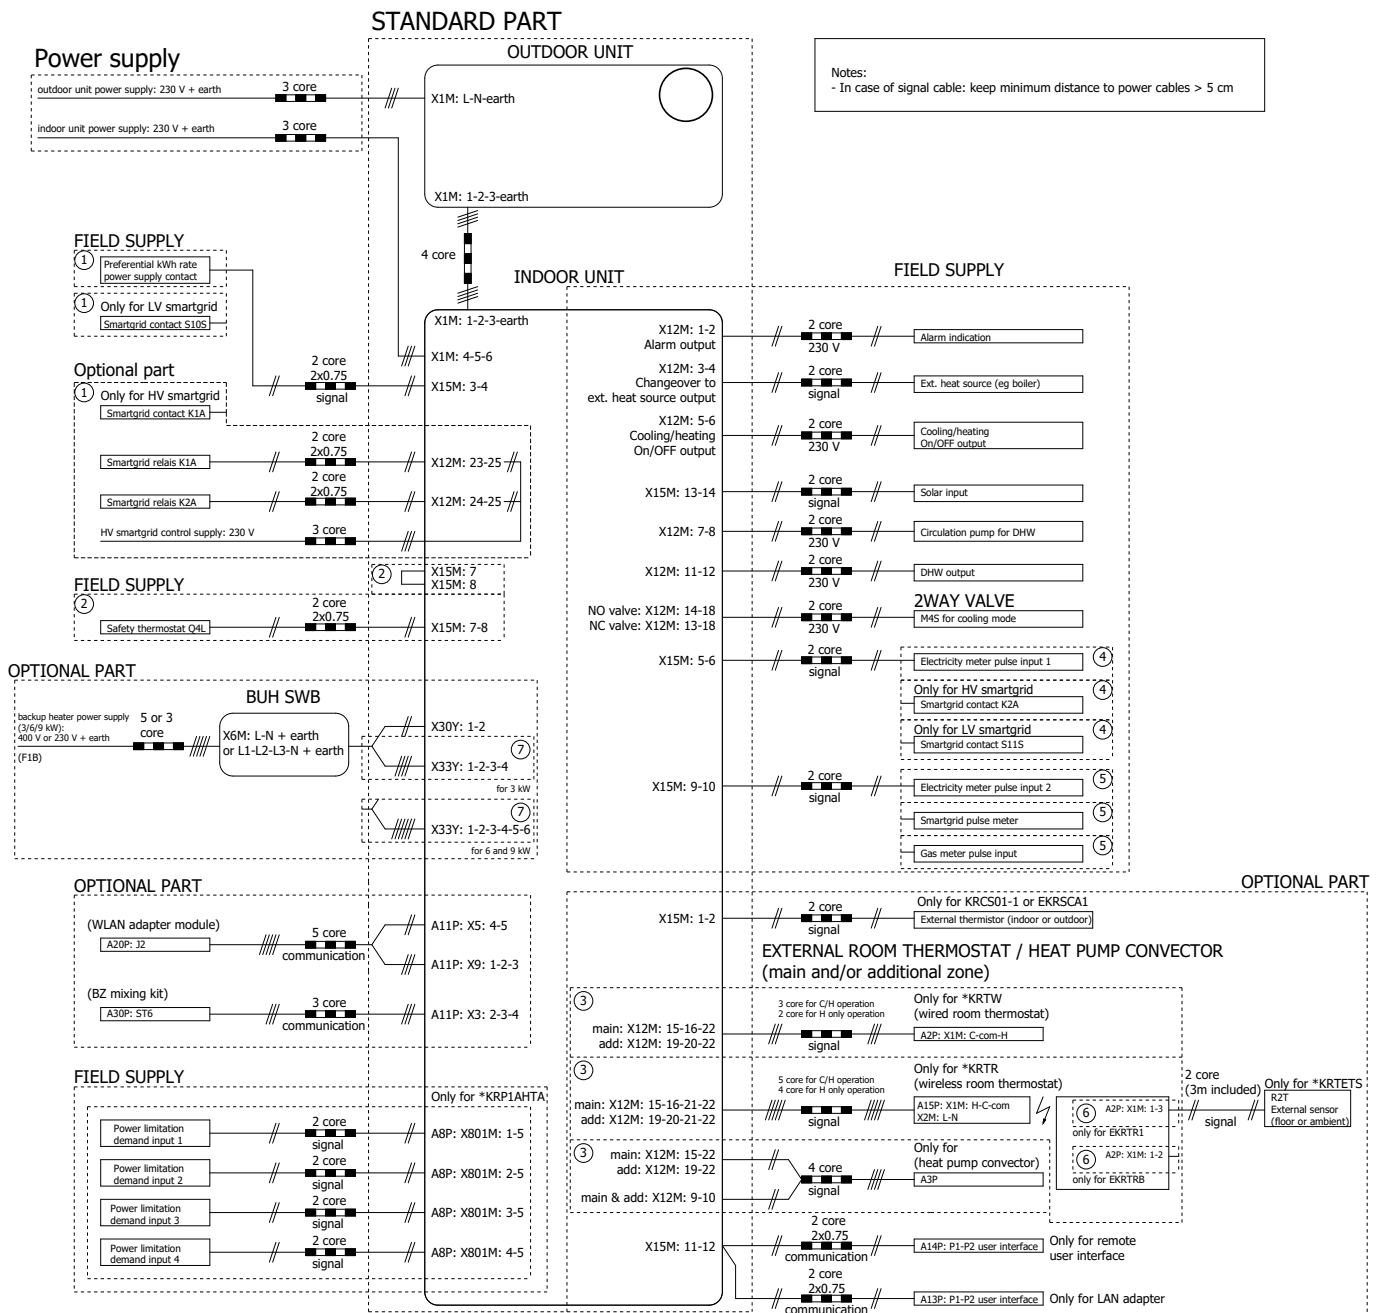 STANDARD PART
Power supply
outdoor unit power supply: 230 V + earth
3 core
indoor unit power supply: 230 V + earth
3 core
OUTDOOR UNIT
X1M: L-N-earth
X1M: 1-2-3-earth
Notes:
- In case of signal cable: keep minimum distance to power cables > 5 cm
4 core
INDOOR UNIT
X1M: 1-2-3-earth
X1M: 4-5-6
X15M: 3-4
FIELD SUPPLY
1
Preferential kWh rate
power supply contact
1
Only for LV smartgrid
Smartgrid contact S10S
2 core
2x0.75
signal
Optional part
1
Only for HV smartgrid
Smartgrid contact K1A
Smartgrid relais K1A
2 core
2x0.75
X12M: 23-25
Smartgrid relais K2A
2 core
2x0.75
X12M: 24-25
HV smartgrid control supply: 230 V
3 core
2
X15M: 7
X15M: 8
FIELD SUPPLY
2
Safety thermostat Q4L
2 core
2x0.75
X15M: 7-8
OPTIONAL PART
backup heater power supply
(3/6/9 kW):
400 V or 230 V + earth
(F1B)
5 or 3
core
BUH SWB
X6M: L-N + earth
or L1-L2-L3-N + earth
X30Y: 1-2
7
X33Y: 1-2-3-4
for 3 kW
7
X33Y: 1-2-3-4-5-6
for 6 and 9 kW
OPTIONAL PART
(WLAN adapter module)
A20P: J2
5 core
communication
A11P: X5: 4-5
A11P: X9: 1-2-3
(BZ mixing kit)
A30P: ST6
3 core
communication
A11P: X3: 2-3-4
FIELD SUPPLY
Only for *KRP1AHTA
Power limitation
demand input 1
2 core
signal
A8P: X801M: 1-5
Power limitation
demand input 2
2 core
signal
A8P: X801M: 2-5
Power limitation
demand input 3
2 core
signal
A8P: X801M: 3-5
Power limitation
demand input 4
2 core
signal
A8P: X801M: 4-5
FIELD SUPPLY
X12M: 1-2
Alarm output
2 core
230 V
Alarm indication
X12M: 3-4
Changeover to
ext. heat source output
2 core
signal
Ext. heat source (eg boiler)
X12M: 5-6
Cooling/heating
On/OFF output
2 core
230 V
Cooling/heating
On/OFF output
X15M: 13-14
2 core
signal
Solar input
X12M: 7-8
2 core
230 V
Circulation pump for DHW
X12M: 11-12
2 core
230 V
DHW output
NO valve: X12M: 14-18
NC valve: X12M: 13-18
2 core
230 V
2WAY VALVE
M4S for cooling mode
X15M: 5-6
2 core
signal
Electricity meter pulse input 1
4
Only for HV smartgrid
4
Smartgrid contact K2A
Only for LV smartgrid
4
Smartgrid contact S11S
X15M: 9-10
2 core
signal
Electricity meter pulse input 2
5
Smartgrid pulse meter
5
Gas meter pulse input
5
OPTIONAL PART
X15M: 1-2
2 core
signal
Only for KRCS01-1 or EKRSCA1
External thermistor (indoor or outdoor)
EXTERNAL ROOM THERMOSTAT / HEAT PUMP CONVECTOR
(main and/or additional zone)
3
main: X12M: 15-16-22
add: X12M: 19-20-22
3 core for C/H operation
2 core for H only operation
signal
Only for *KRTW
(wired room thermostat)
A2P: X1M: C-com-H
3
main: X12M: 15-16-21-22
add: X12M: 19-20-21-22
5 core for C/H operation
4 core for H only operation
signal
Only for *KRTR
(wireless room thermostat)
A15P: X1M: H-C-com
X2M: L-N
6
A2P: X1M: 1-3
only for EKRTR1
6
A2P: X1M: 1-2
only for EKRTRB
2 core
(3m included)
signal
Only for *KRTETS
R2T
External sensor
(floor or ambient)
3
main: X12M: 15-22
add: X12M: 19-22
main & add: X12M: 9-10
4 core
signal
Only for
(heat pump convector)
A3P
X15M: 11-12
2 core
2x0.75
communication
A14P: P1-P2 user interface
Only for remote
user interface
2 core
2x0.75
communication
A13P: P1-P2 user interface
Only for LAN adapter